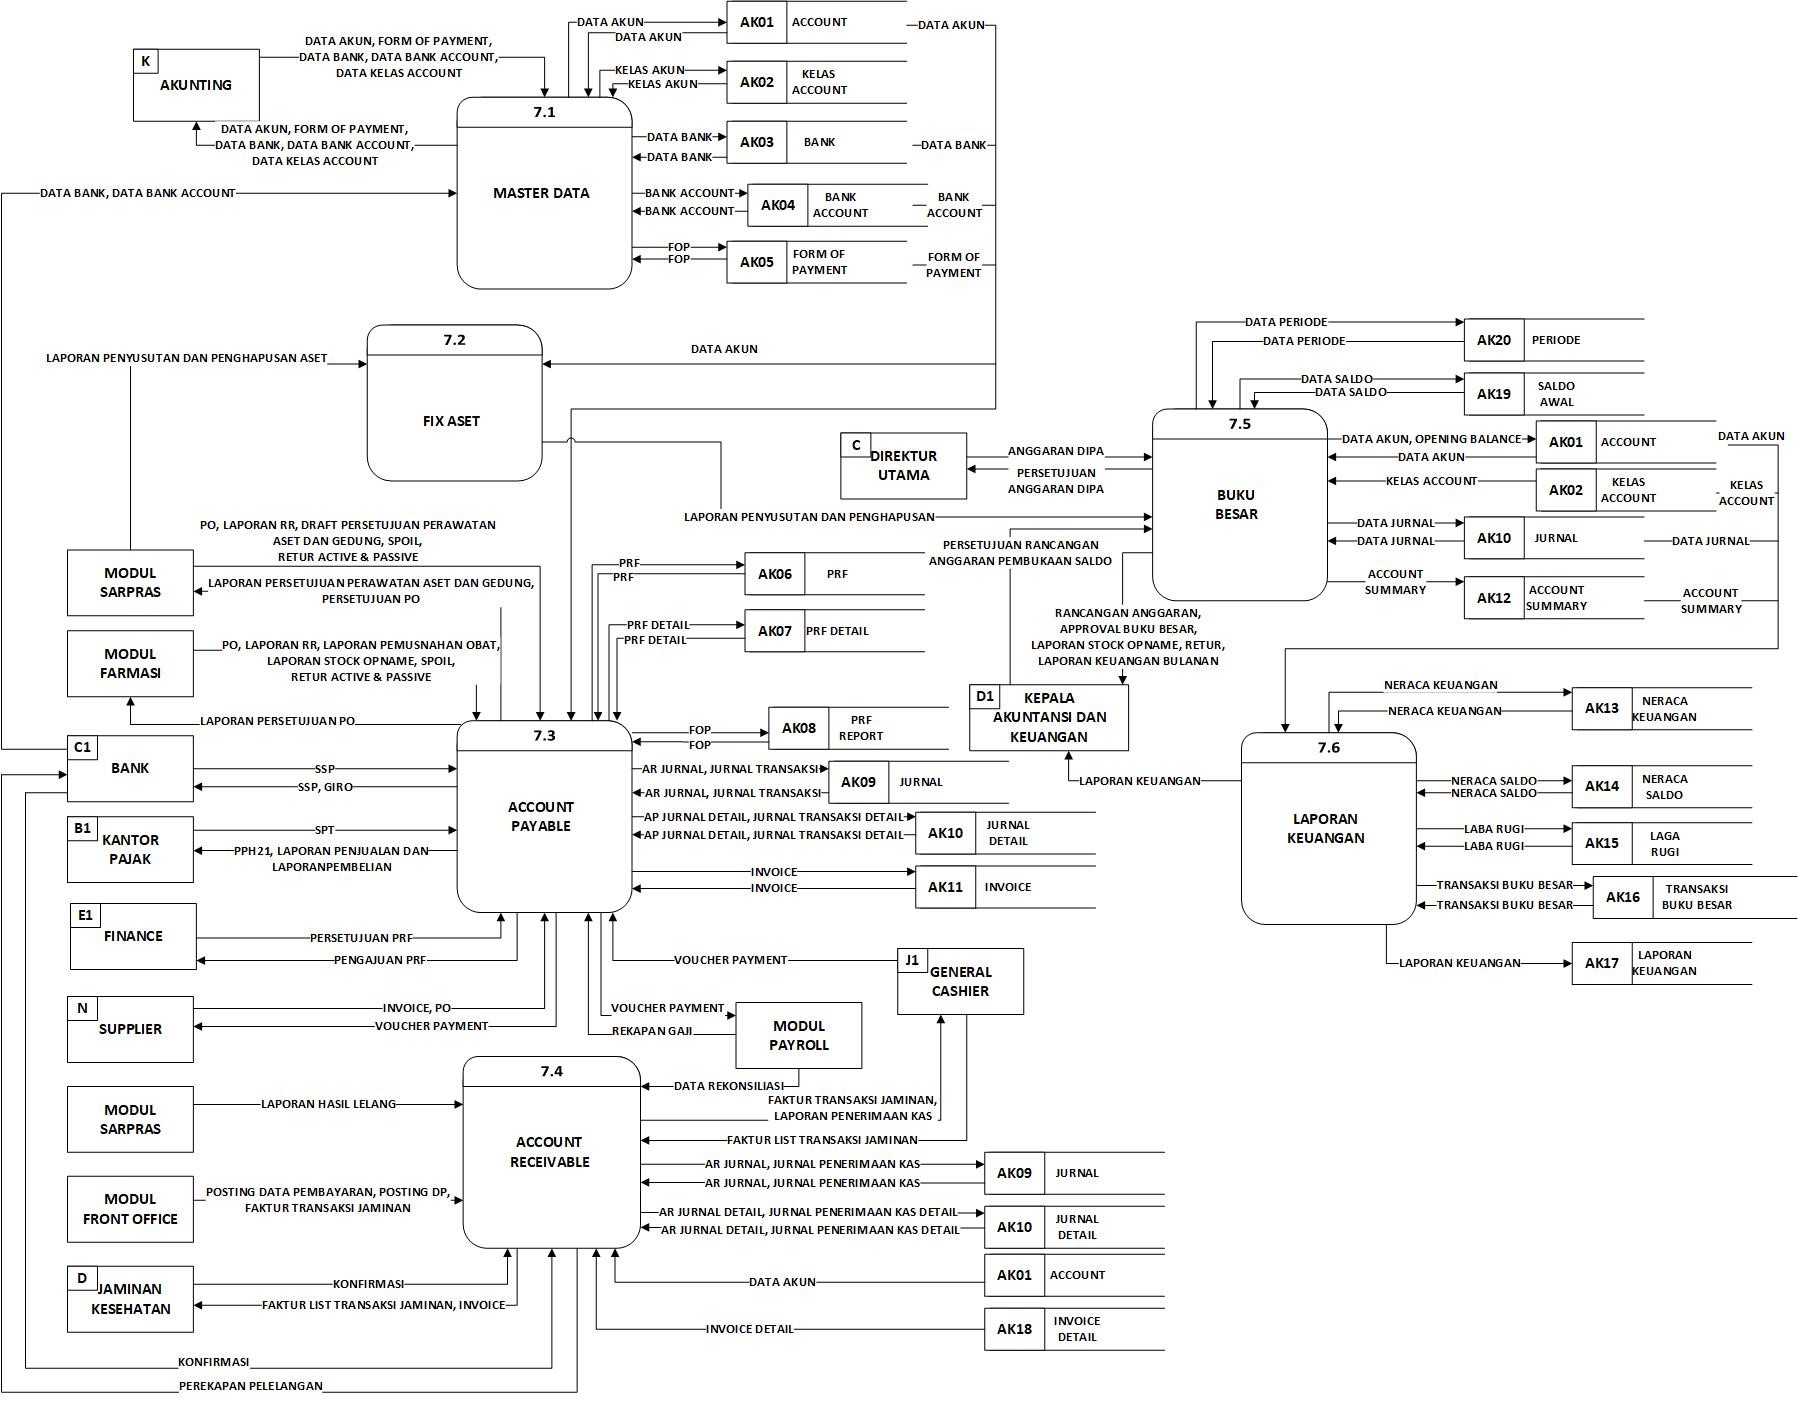 K
AKUNTING
DATA AKUN, FORM OF PAYMENT,
DATA BANK, DATA BANK ACCOUNT,
DATA KELAS ACCOUNT
DATA AKUN, FORM OF PAYMENT,
DATA BANK, DATA BANK ACCOUNT,
DATA KELAS ACCOUNT
DATA BANK, DATA BANK ACCOUNT
7.1
MASTER DATA
DATA AKUN
DATA AKUN
AK01
ACCOUNT
DATA AKUN
KELAS AKUN
KELAS AKUN
AK02
KELAS
ACCOUNT
DATA BANK
DATA BANK
AK03
BANK
DATA BANK
BANK ACCOUNT
BANK ACCOUNT
AK04
BANK
ACCOUNT
BANK
ACCOUNT
FOP
FOP
AK05
FORM OF
PAYMENT
FORM OF
PAYMENT
7.2
FIX ASET
LAPORAN PENYUSUTAN DAN PENGHAPUSAN ASET
DATA AKUN
C
DIREKTUR
UTAMA
ANGGARAN DIPA
PERSETUJUAN
ANGGARAN DIPA
LAPORAN PENYUSUTAN DAN PENGHAPUSAN
PERSETUJUAN RANCANGAN
ANGGARAN PEMBUKAAN SALDO
RANCANGAN ANGGARAN,
APPROVAL BUKU BESAR,
LAPORAN STOCK OPNAME, RETUR,
LAPORAN KEUANGAN BULANAN
D1
KEPALA
AKUNTANSI DAN
KEUANGAN
LAPORAN KEUANGAN
7.5
BUKU
BESAR
DATA PERIODE
DATA PERIODE
AK20
PERIODE
DATA SALDO
DATA SALDO
AK19
SALDO
AWAL
DATA AKUN, OPENING BALANCE
DATA AKUN
AK01
ACCOUNT
DATA AKUN
KELAS ACCOUNT
AK02
KELAS
ACCOUNT
KELAS
ACCOUNT
DATA JURNAL
DATA JURNAL
AK10
JURNAL
DATA JURNAL
ACCOUNT
SUMMARY
AK12
ACCOUNT
SUMMARY
ACCOUNT
SUMMARY
7.6
LAPORAN
KEUANGAN
NERACA KEUANGAN
NERACA KEUANGAN
AK13
NERACA
KEUANGAN
NERACA SALDO
NERACA SALDO
AK14
NERACA
SALDO
LABA RUGI
LABA RUGI
AK15
LAGA
RUGI
TRANSAKSI BUKU BESAR
TRANSAKSI BUKU BESAR
AK16
TRANSAKSI
BUKU BESAR
LAPORAN KEUANGAN
AK17
LAPORAN
KEUANGAN
MODUL
SARPRAS
PO, LAPORAN RR, DRAFT PERSETUJUAN PERAWATAN
ASET DAN GEDUNG, SPOIL,
RETUR ACTIVE & PASSIVE
LAPORAN PERSETUJUAN PERAWATAN ASET DAN GEDUNG,
PERSETUJUAN PO
MODUL
FARMASI
PO, LAPORAN RR, LAPORAN PEMUSNAHAN OBAT,
LAPORAN STOCK OPNAME, SPOIL,
RETUR ACTIVE & PASSIVE
LAPORAN PERSETUJUAN PO
C1
BANK
SSP
SSP, GIRO
B1
KANTOR
PAJAK
SPT
PPH21, LAPORAN PENJUALAN DAN
LAPORANPEMBELIAN
E1
FINANCE
PERSETUJUAN PRF
PENGAJUAN PRF
N
SUPPLIER
INVOICE, PO
VOUCHER PAYMENT
7.3
ACCOUNT
PAYABLE
PRF
PRF
AK06
PRF
PRF DETAIL
PRF DETAIL
AK07
PRF DETAIL
FOP
FOP
AK08
PRF
REPORT
AR JURNAL, JURNAL TRANSAKSI
AR JURNAL, JURNAL TRANSAKSI
AK09
JURNAL
AP JURNAL DETAIL, JURNAL TRANSAKSI DETAIL
AP JURNAL DETAIL, JURNAL TRANSAKSI DETAIL
AK10
JURNAL
DETAIL
INVOICE
INVOICE
AK11
INVOICE
VOUCHER PAYMENT
J1
GENERAL
CASHIER
VOUCHER PAYMENT
REKAPAN GAJI
MODUL
PAYROLL
7.4
ACCOUNT
RECEIVABLE
DATA REKONSILIASI
FAKTUR TRANSAKSI JAMINAN,
LAPORAN PENERIMAAN KAS
FAKTUR LIST TRANSAKSI JAMINAN
AR JURNAL, JURNAL PENERIMAAN KAS
AR JURNAL, JURNAL PENERIMAAN KAS
AK09
JURNAL
AR JURNAL DETAIL, JURNAL PENERIMAAN KAS DETAIL
AR JURNAL DETAIL, JURNAL PENERIMAAN KAS DETAIL
AK10
JURNAL
DETAIL
DATA AKUN
AK01
ACCOUNT
INVOICE DETAIL
AK18
INVOICE
DETAIL
MODUL
SARPRAS
LAPORAN HASIL LELANG
MODUL
FRONT OFFICE
POSTING DATA PEMBAYARAN, POSTING DP,
FAKTUR TRANSAKSI JAMINAN
D
JAMINAN
KESEHATAN
KONFIRMASI
FAKTUR LIST TRANSAKSI JAMINAN, INVOICE
KONFIRMASI
PEREKAPAN PELELANGAN